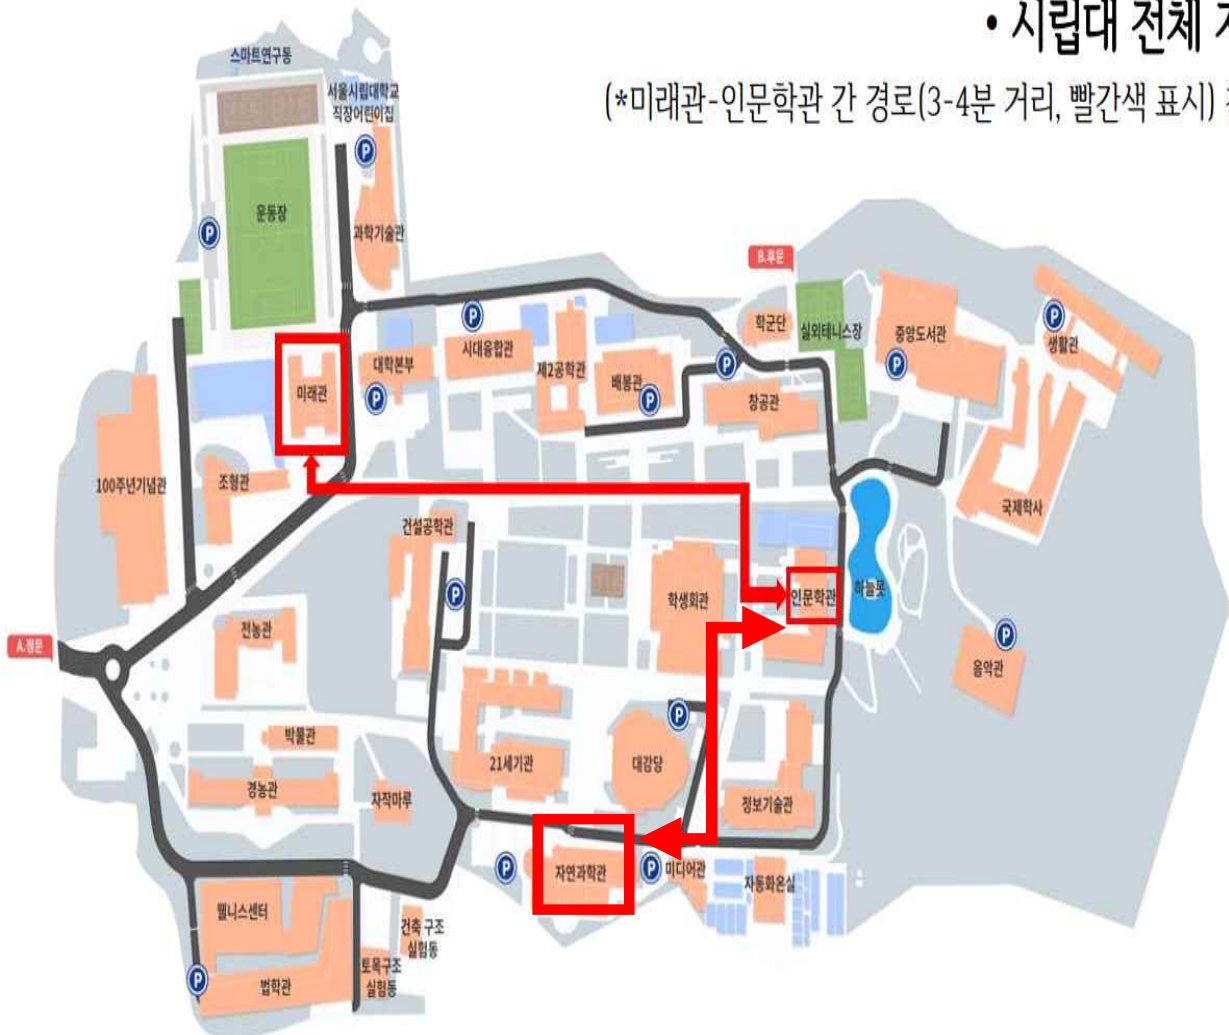 • 시립대 전체
(*미래관-인문학관 간 경로(3-4분 거리, 빨간색 표시)
스마트연구동
서울시립대학교
직장어린이집
P
P
운동장
과학기술관
B.후문
P
학군단
실외테니스장
중앙도서관
P
생활관
시대융합관
대학본부
제2공학관
배봉관
P
P
미래관
P
P
창공관
100주년기념관
조형관
국제학사
건설공학관
P
학생회관
인문학관
하늘못
전농관
A.정문
P
음악관
P
박물관
21세기관
대강당
경농관
자작마루
정보기술관
P
자연과학관
P
미디어관
자동화온실
웰니스센터
건축 구조
실험동
토목구조
실험동
P
법학관